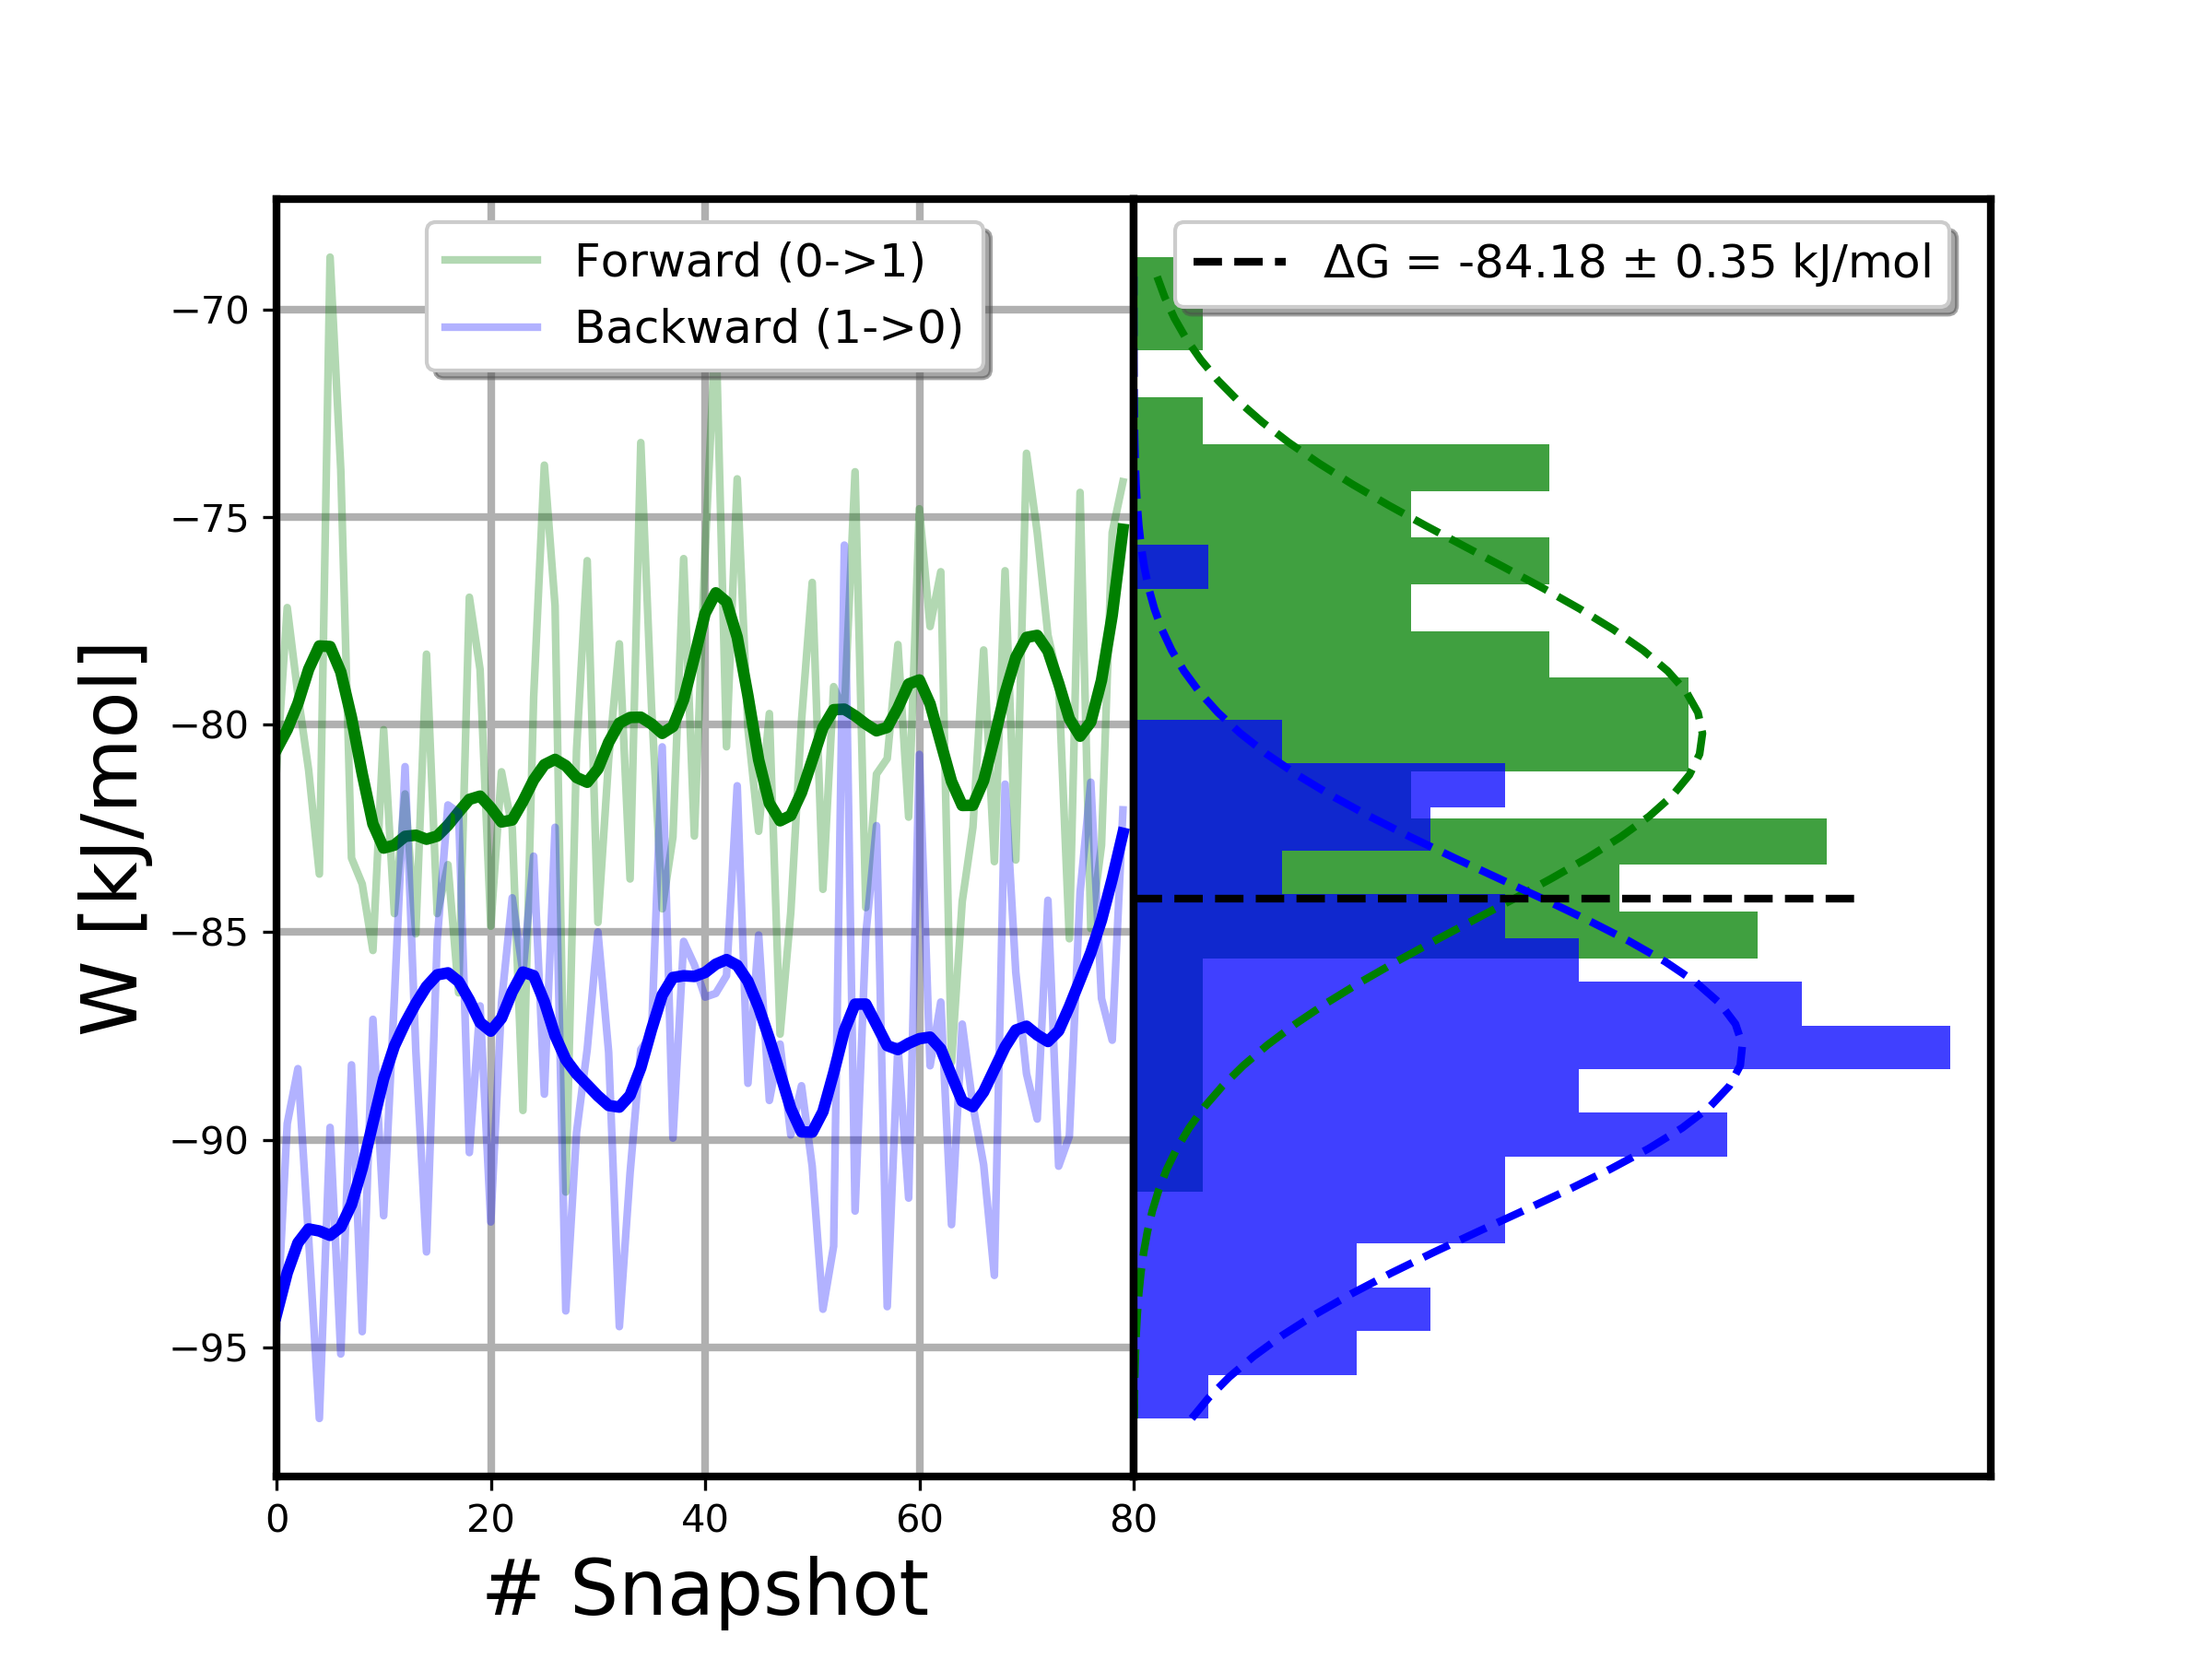 Forward (0->1)
Backward (1->0)
ΔG = -84.18 ± 0.35 kJ/mol
W [kJ/mol]
−70
−75
−80
−85
−90
−95
0 20 40 60 80
# Snapshot